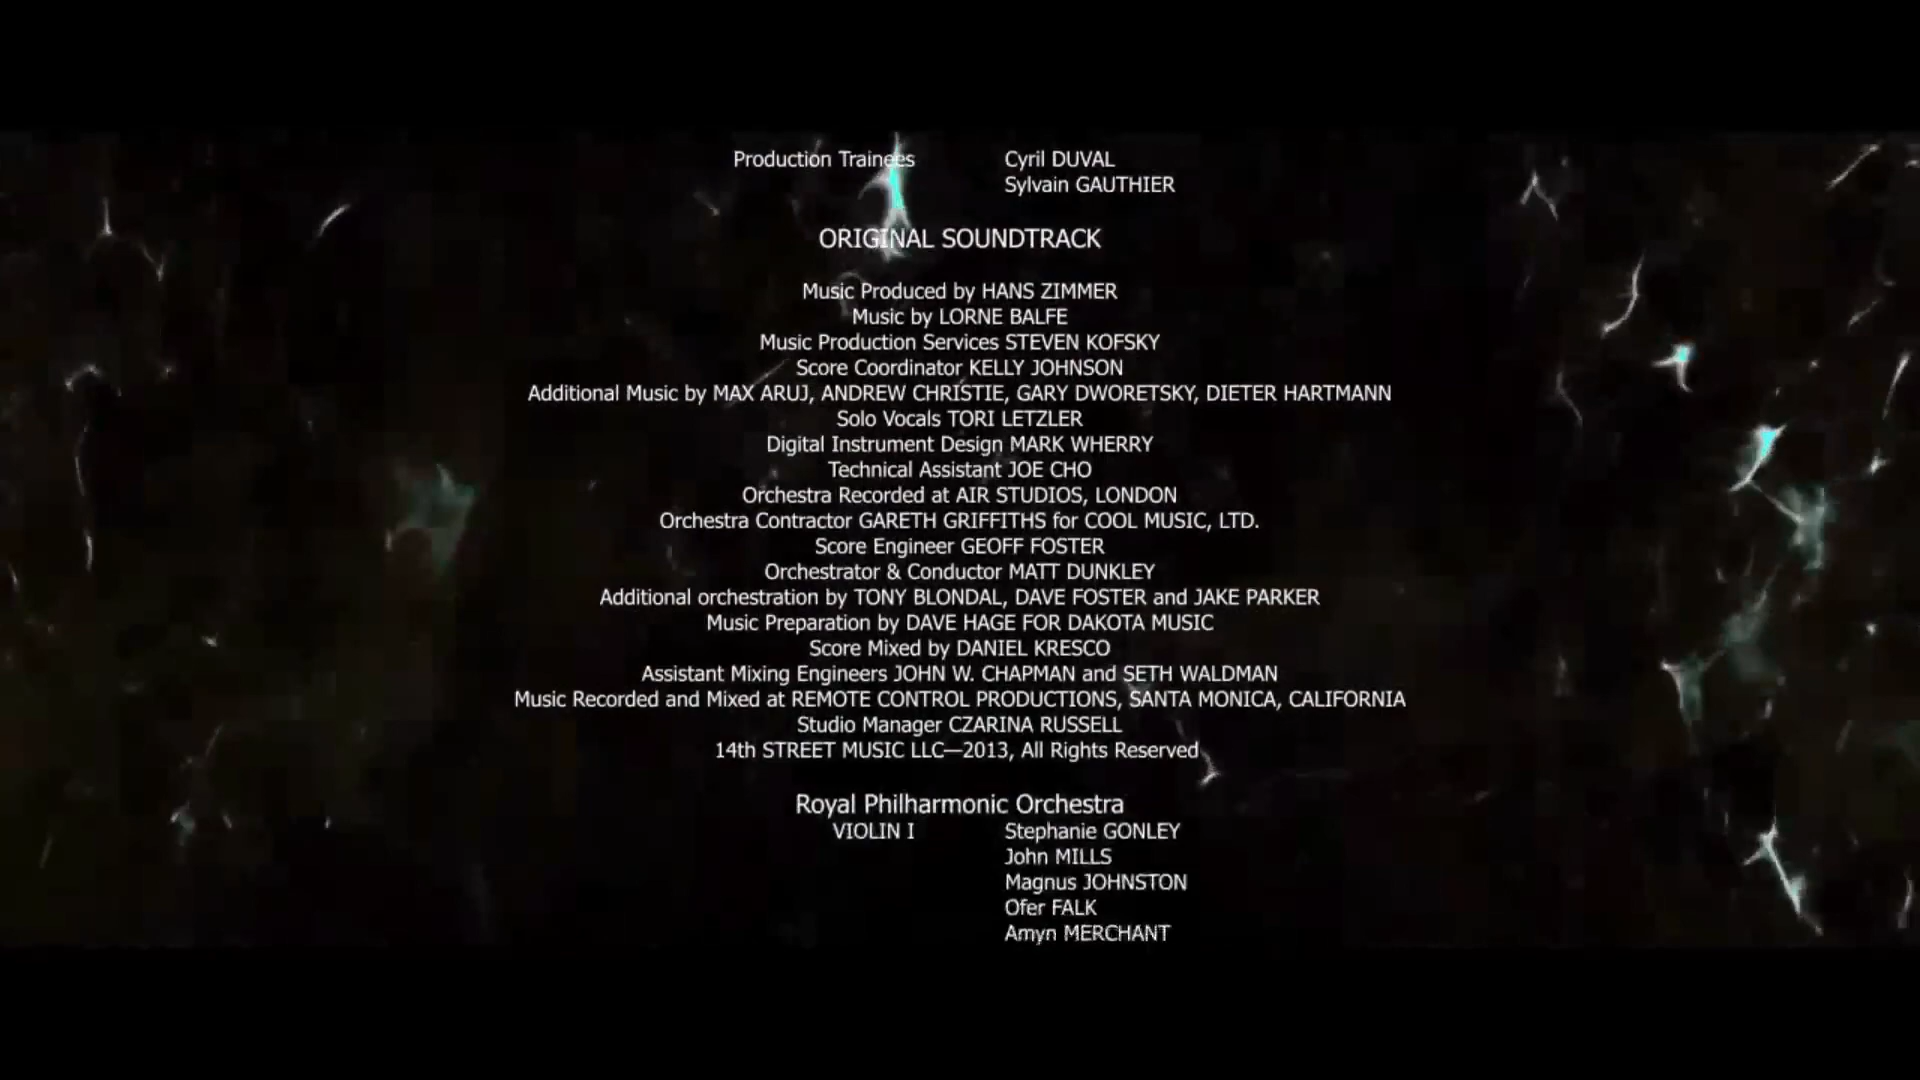 Production Trainees Cyril DUVAL
Sylvain GAUTHIER
ORIGINAL SOUNDTRACK
Music Produced by HANS ZIMMER
Music by LORNE BALFE
Music Production Services STEVEN KOFSKY
Score Coordinator KELLY JOHNSON
Additional Music by MAX ARUJ, ANDREW CHRISTIE, GARY DWORETSKY, DIETER HARTMANN
Solo Vocals TORI LETZLER
Digital Instrument Design MARK WHERRY
Technical Assistant JOE CHO
Orchestra Recorded at AIR STUDIOS, LONDON
Orchestra Contractor GARETH GRIFFITHS for COOL MUSIC, LTD.
Score Engineer GEOFF FOSTER
Orchestrator & Conductor MATT DUNKLEY
Additional orchestration by TONY BLONDAL, DAVE FOSTER and JAKE PARKER
Music Preparation by DAVE HAGE FOR DAKOTA MUSIC
Score Mixed by DANIEL KRESCO
Assistant Mixing Engineers JOHN W. CHAPMAN and SETH WALDMAN
Music Recorded and Mixed at REMOTE CONTROL PRODUCTIONS, SANTA MONICA, CALIFORNIA
Studio Manager CZARINA RUSSELL
14th STREET MUSIC LLC—2013, All Rights Reserved
Royal Philharmonic Orchestra
VIOLIN I Stephanie GONLEY
John MILLS
Magnus JOHNSTON
Ofer FALK
Amyn MERCHANT